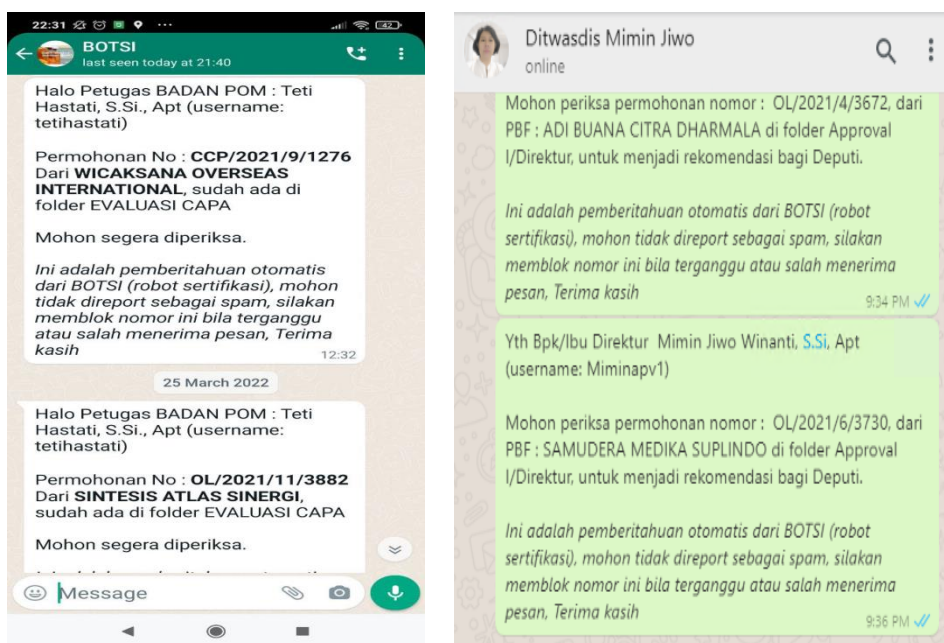 22:31 42
BOTSI
last seen today at 21:40
Halo Petugas BADAN POM : Teti
Hastati, S.Si., Apt (username:
tetihastati)
Permohonan No : CCP/2021/9/1276
Dari WICAKSANA OVERSEAS
INTERNATIONAL, sudah ada di
folder EVALUASI CAPA
Mohon segera diperiksa.
Ini adalah pemberitahuan otomatis
dari BOTSI (robot sertifikasi), mohon
tidak direport sebagai spam, silakan
memblok nomor ini bila terganggu
atau salah menerima pesan, Terima
kasih
12:32
25 March 2022
Halo Petugas BADAN POM : Teti
Hastati, S.Si., Apt (username:
tetihastati)
Permohonan No : OL/2021/11/3882
Dari SINTESIS ATLAS SINERGI,
sudah ada di folder EVALUASI CAPA
Mohon segera diperiksa.
Message
Ditwasdis Mimin Jiwo
online
Mohon periksa permohonan nomor : OL/2021/4/3672, dari
PBF : ADI BUANA CITRA DHARMALA di folder Approval
I/Direktur, untuk menjadi rekomendasi bagi Deputi.
Ini adalah pemberitahuan otomatis dari BOTSI (robot
sertifikasi), mohon tidak direport sebagai spam, silakan
memblok nomor ini bila terganggu atau salah menerima
pesan, Terima kasih
9:34 PM
Yth Bpk/Ibu Direktur Mimin Jiwo Winanti, S.Si, Apt
(username: Miminapv1)
Mohon periksa permohonan nomor : OL/2021/6/3730, dari
PBF : SAMUDERA MEDIKA SUPLINDO di folder Approval
I/Direktur, untuk menjadi rekomendasi bagi Deputi.
Ini adalah pemberitahuan otomatis dari BOTSI (robot
sertifikasi), mohon tidak direport sebagai spam, silakan
memblok nomor ini bila terganggu atau salah menerima
pesan, Terima kasih
9:36 PM